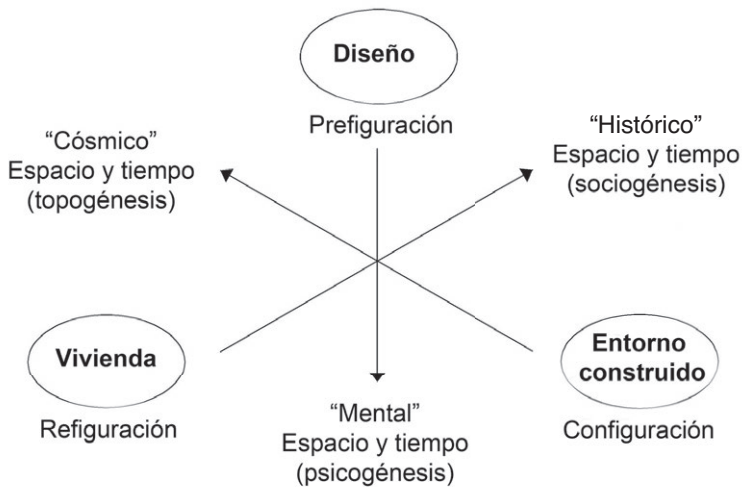 Diseño
Prefiguración
“Cósmico”
Espacio y tiempo
(topogénesis)
“Histórico”
Espacio y tiempo
(sociogénesis)
Vivienda
Refiguración
“Mental”
Espacio y tiempo
(psicogénesis)
Entorno
construido
Configuración